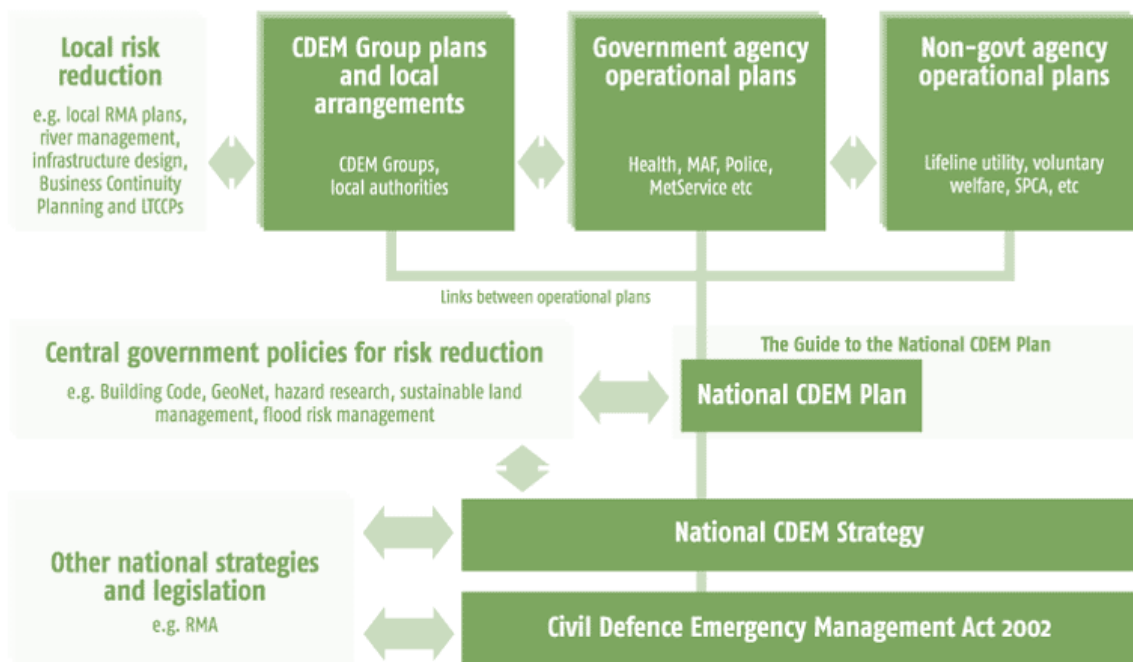 Local risk
reduction
e.g. local RMA plans,
river management,
infrastructure design,
Business Continuity
Planning and LTCCPs
CDEM Group plans
and local
arrangements
CDEM Groups,
local authorities
Government agency
operational plans
Health, MAF, Police,
MetService etc
Non-govt agency
operational plans
Lifeline utility, voluntary
welfare, SPCA, etc
Links between operational plans
Central government policies for risk reduction
e.g. Building Code, GeoNet, hazard research, sustainable land
management, flood risk management
The Guide to the National CDEM Plan
National CDEM Plan
Other national strategies
and legislation
e.g. RMA
National CDEM Strategy
Civil Defence Emergency Management Act 2002